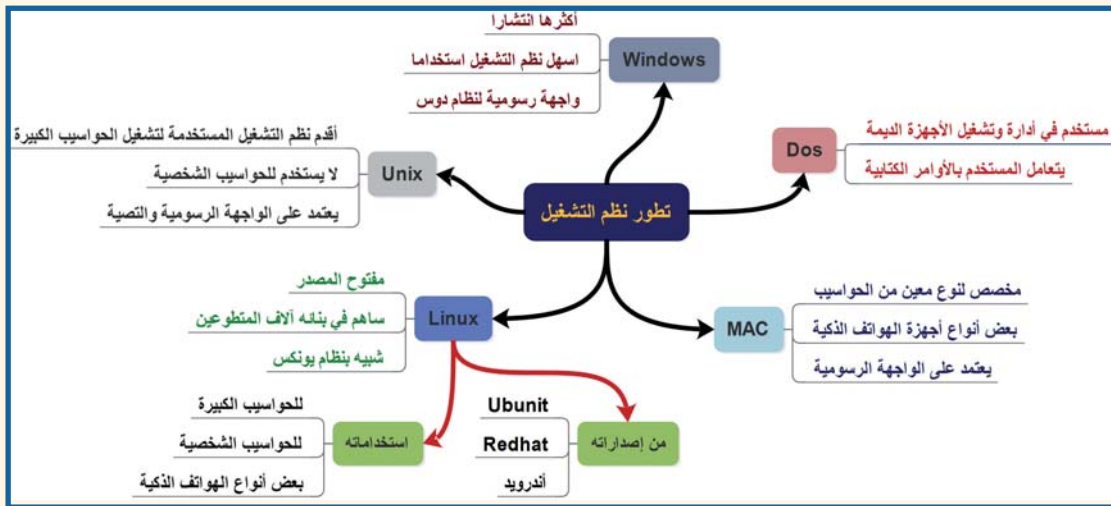 تطور نظم التشغيل
Windows
أكثرها انتشارا
اسهل نظم التشغيل استخداما
واجهة رسومية لنظام دوس
Dos
مستخدم في أدارة وتشغيل الأجهزة الديمة
يتعامل المستخدم بالأوامر الكتابية
MAC
مخصص لنوع معين من الحواسيب
بعض أنواع أجهزة الهواتف الذكية
يعتمد على الواجهة الرسومية
Linux
مفتوح المصدر
ساهم في بنائه آلاف المتطوعين
شبيه بنظام يونكس
من إصداراته
Ubunit
Redhat
أندرويد
استخداماته
للحواسيب الكبيرة
للحواسيب الشخصية
بعض أنواع الهواتف الذكية
Unix
أقدم نظم التشغيل المستخدمة لتشغيل الحواسيب الكبيرة
لا يستخدم للحواسيب الشخصية
يعتمد على الواجهة الرسومية والتصية